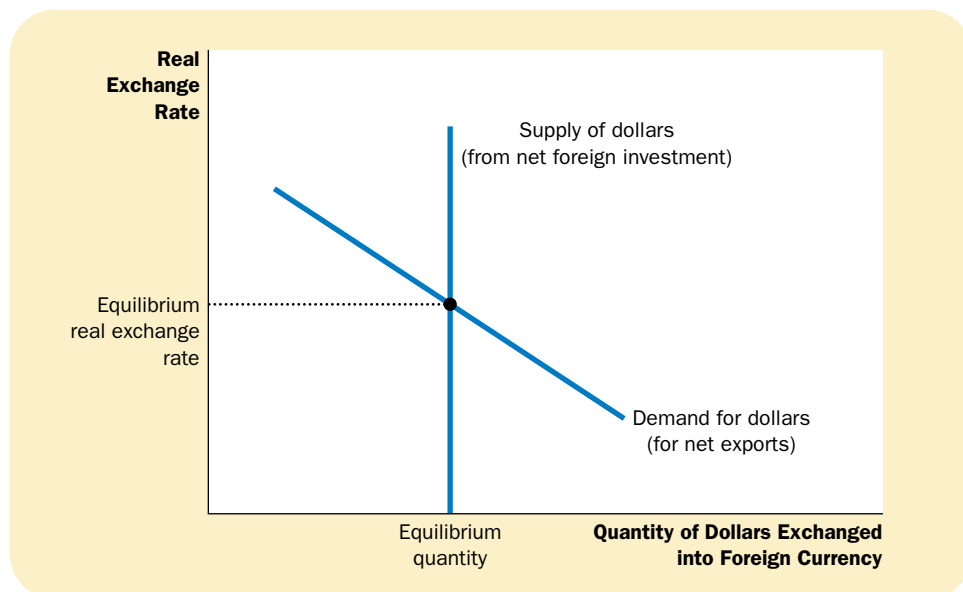 Real
Exchange
Rate
Supply of dollars
(from net foreign investment)
Equilibrium
real exchange
rate
Demand for dollars
(for net exports)
Equilibrium
quantity
Quantity of Dollars Exchanged
into Foreign Currency